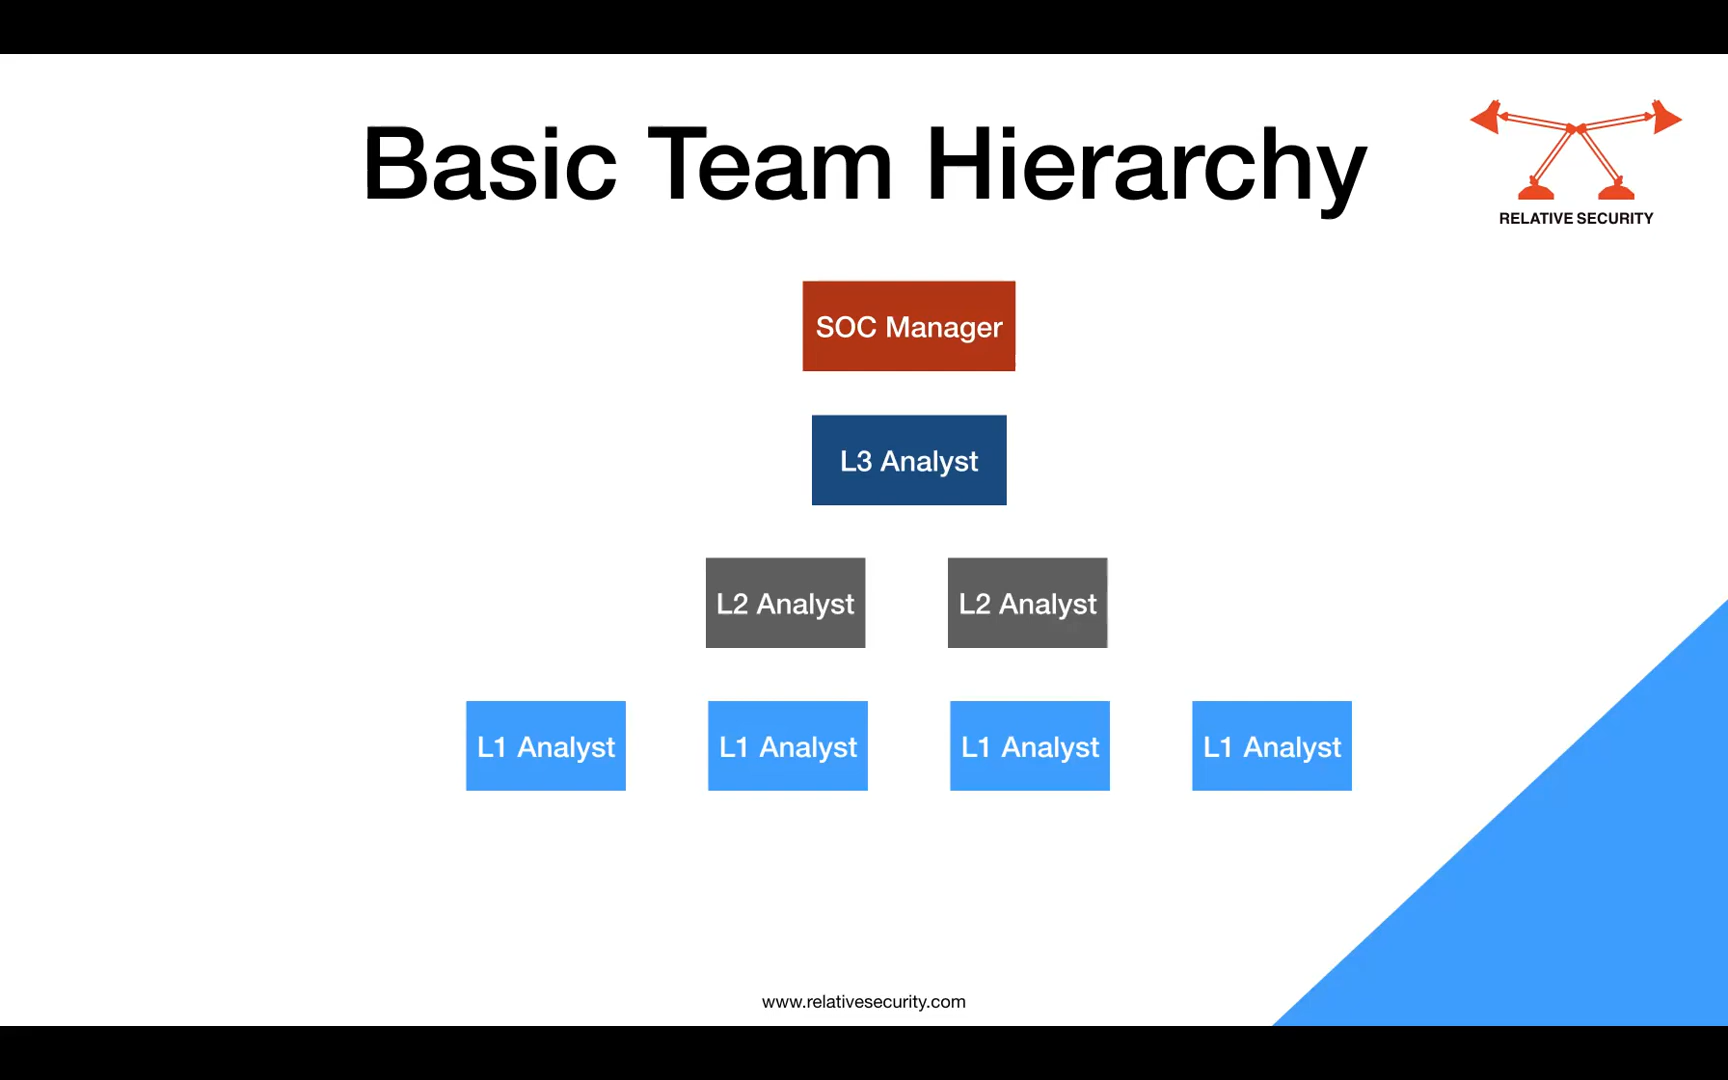 Basic Team Hierarchy
RELATIVE SECURITY
SOC Manager
L3 Analyst
L2 Analyst L2 Analyst
L1 Analyst L1 Analyst L1 Analyst L1 Analyst
www.relativesecurity.com